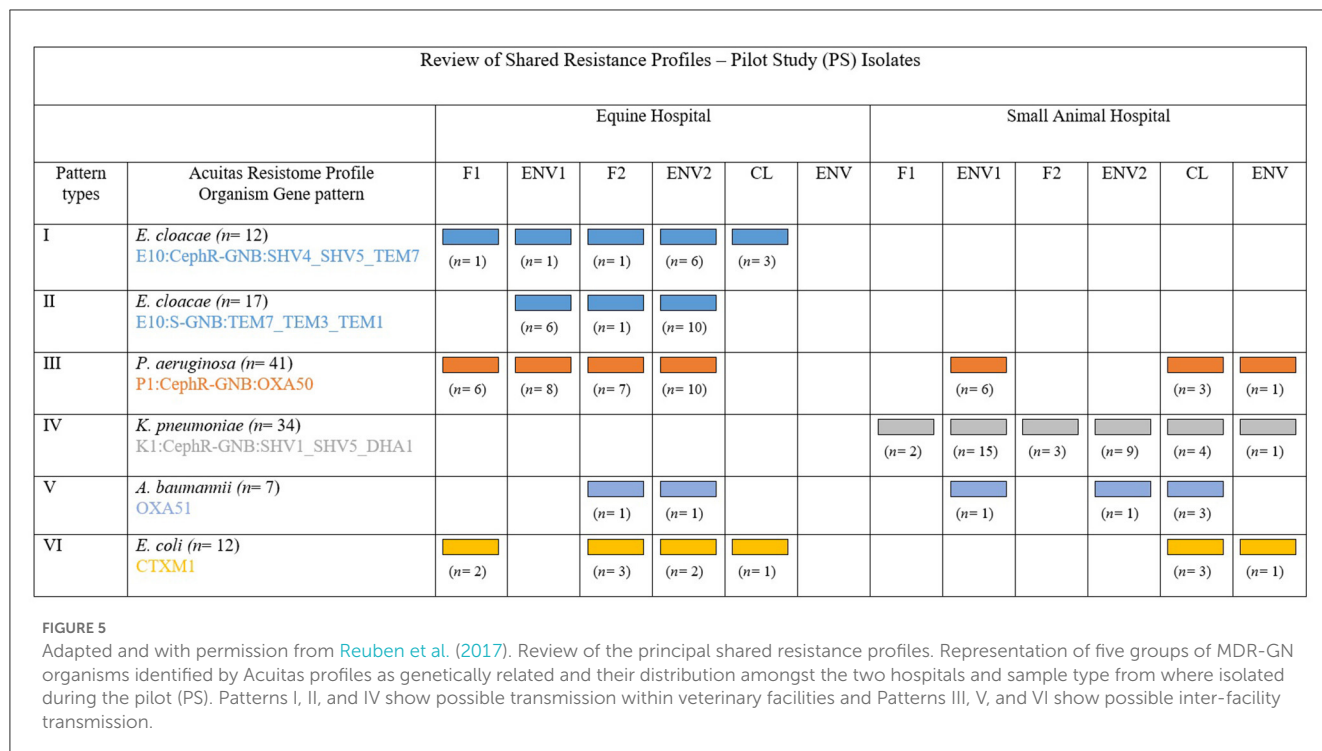 Review of Shared Resistance Profiles – Pilot Study (PS) Isolates
Equine Hospital Small Animal Hospital
Pattern types Acuitas Resistome Profile Organism Gene pattern F1 ENV1 F2 ENV2 CL ENV F1 ENV1 F2 ENV2 CL ENV
I E. cloacae (n= 12)
E10:CephR-GNB:SHV4_SHV5_TEM7 (n= 1) (n= 1) (n= 1) (n= 6) (n= 3)
II E. cloacae (n= 17)
E10:S-GNB:TEM7_TEM3_TEM1 (n= 6) (n= 1) (n= 10)
III P. aeruginosa (n= 41)
P1:CephR-GNB:OXA50 (n= 6) (n= 8) (n= 7) (n= 10) (n= 6) (n= 3) (n= 1)
IV K. pneumoniae (n= 34)
K1:CephR-GNB:SHV1_SHV5_DHA1 (n= 2) (n= 15) (n= 3) (n= 9) (n= 4) (n= 1)
V A. baumannii (n= 7)
OXA51 (n= 1) (n= 1) (n= 1) (n= 1) (n= 3)
VI E. coli (n= 12)
CTXM1 (n= 2) (n= 3) (n= 2) (n= 1) (n= 3) (n= 1)
FIGURE 5
Adapted and with permission from Reuben et al. (2017). Review of the principal shared resistance profiles. Representation of five groups of MDR-GN
organisms identified by Acuitas profiles as genetically related and their distribution amongst the two hospitals and sample type from where isolated
during the pilot (PS). Patterns I, II, and IV show possible transmission within veterinary facilities and Patterns III, V, and VI show possible inter-facility
transmission.